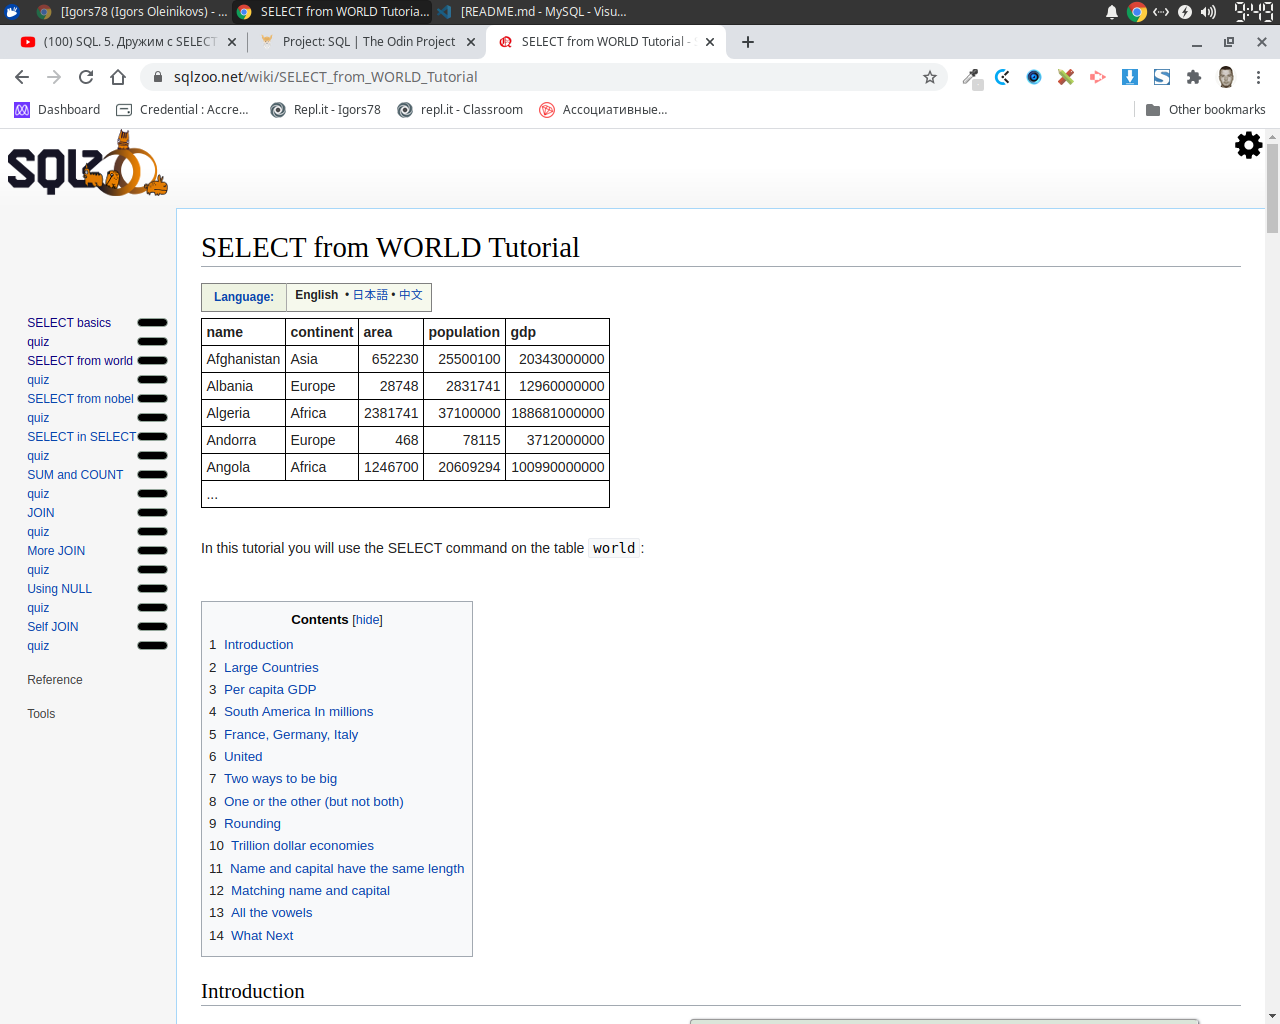 [Igors78 (Igors Oleinikovs) - ... SELECT from WORLD Tutoria... [README.md - MySQL - Visu... 9:49
(100) SQL. 5. Дружим с SELECT Project: SQL | The Odin Project SELECT from WORLD Tutorial -
sqlzoo.net/wiki/SELECT_from_WORLD_Tutorial
Dashboard Credential : Accre... Repl.it - Igors78 repl.it - Classroom Ассоциативные... Other bookmarks
SQLZOO
SELECT basics
quiz
SELECT from world
quiz
SELECT from nobel
quiz
SELECT in SELECT
quiz
SUM and COUNT
quiz
JOIN
quiz
More JOIN
quiz
Using NULL
quiz
Self JOIN
quiz
Reference
Tools
SELECT from WORLD Tutorial
Language: English • 日本語 • 中文
name continent area population gdp
Afghanistan Asia 652230 25500100 20343000000
Albania Europe 28748 2831741 12960000000
Algeria Africa 2381741 37100000 188681000000
Andorra Europe 468 78115 3712000000
Angola Africa 1246700 20609294 100990000000
...
In this tutorial you will use the SELECT command on the table world:
Contents [hide]
1 Introduction
2 Large Countries
3 Per capita GDP
4 South America In millions
5 France, Germany, Italy
6 United
7 Two ways to be big
8 One or the other (but not both)
9 Rounding
10 Trillion dollar economies
11 Name and capital have the same length
12 Matching name and capital
13 All the vowels
14 What Next
Introduction